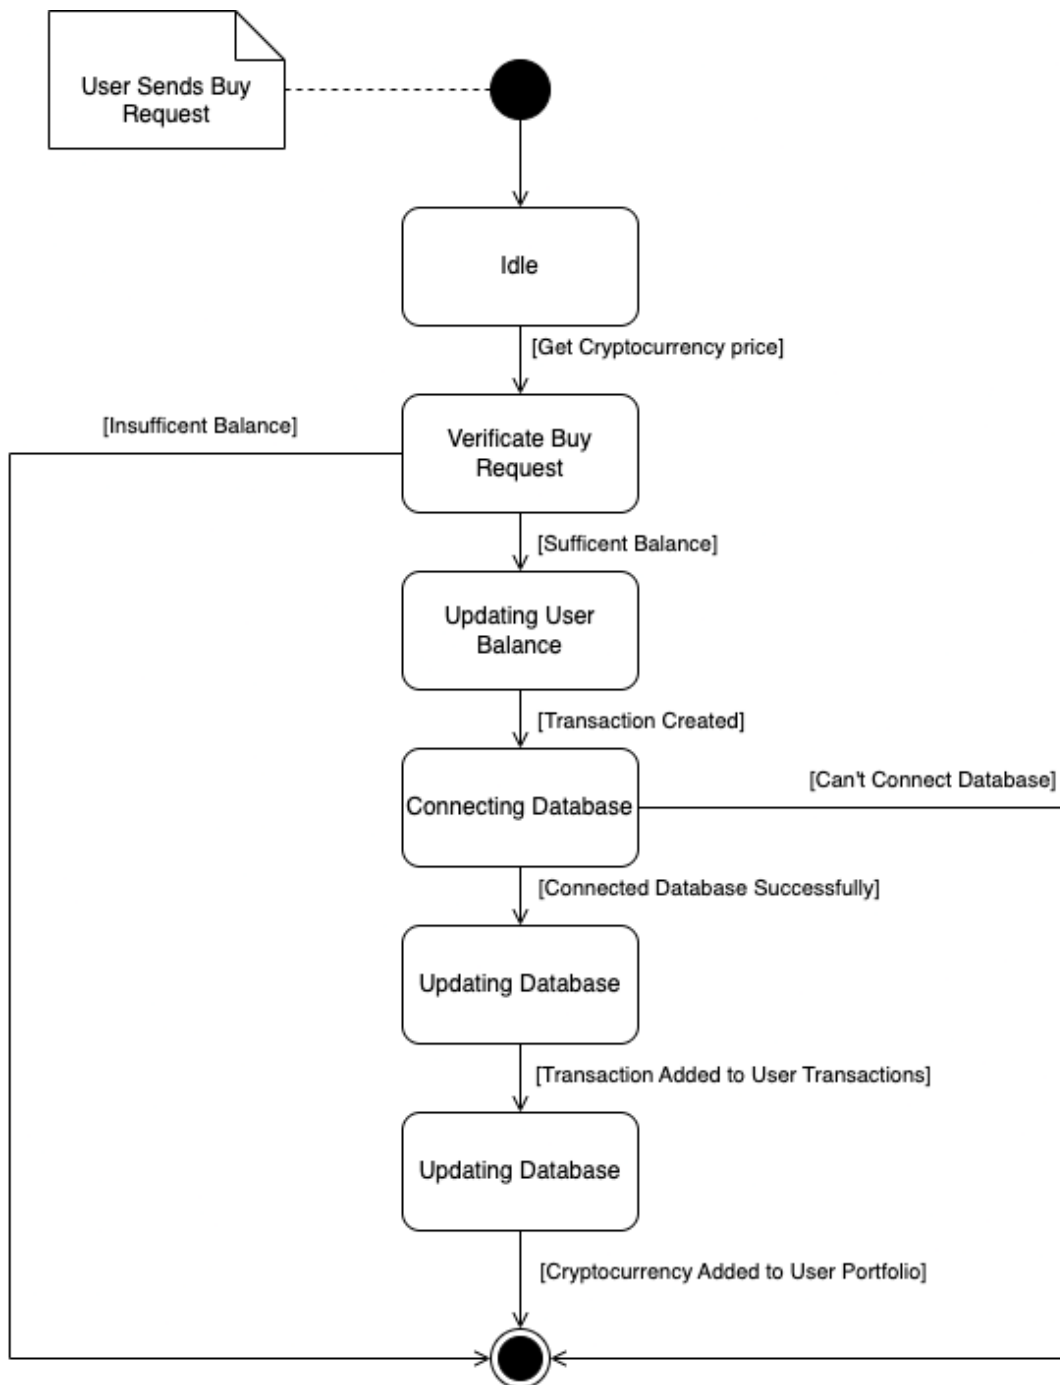 User Sends Buy
Request
Idle
[Get Cryptocurrency price]
[Insufficent Balance]
Verificate Buy
Request
[Sufficent Balance]
Updating User
Balance
[Transaction Created]
[Can't Connect Database]
Connecting Database
[Connected Database Successfully]
Updating Database
[Transaction Added to User Transactions]
Updating Database
[Cryptocurrency Added to User Portfolio]